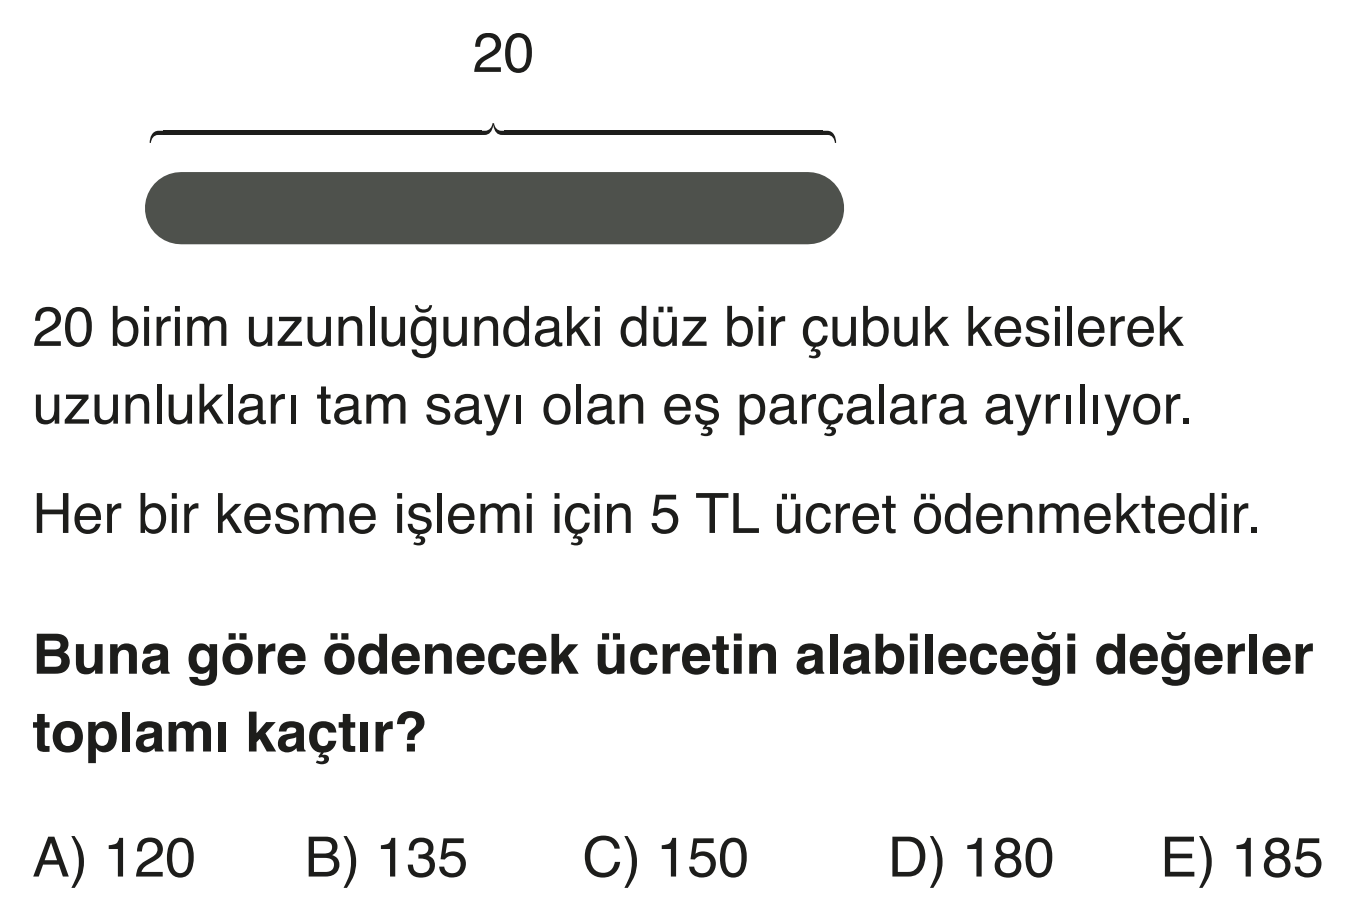 20
20 birim uzunluğundaki düz bir çubuk kesilerek
uzunlukları tam sayı olan eş parçalara ayrılıyor.
Her bir kesme işlemi için 5 TL ücret ödenmektedir.
Buna göre ödenecek ücretin alabileceği değerler
toplamı kaçtır?
A) 120 B) 135 C) 150 D) 180 E) 185